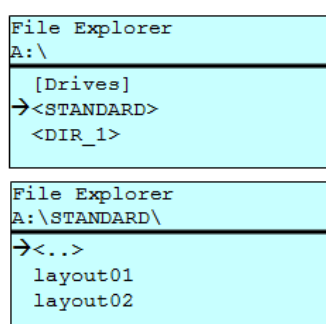 File Explorer
A:\
[Drives]
→<STANDARD>
<DIR_1>
File Explorer
A:\STANDARD\
→<..>
layout01
layout02